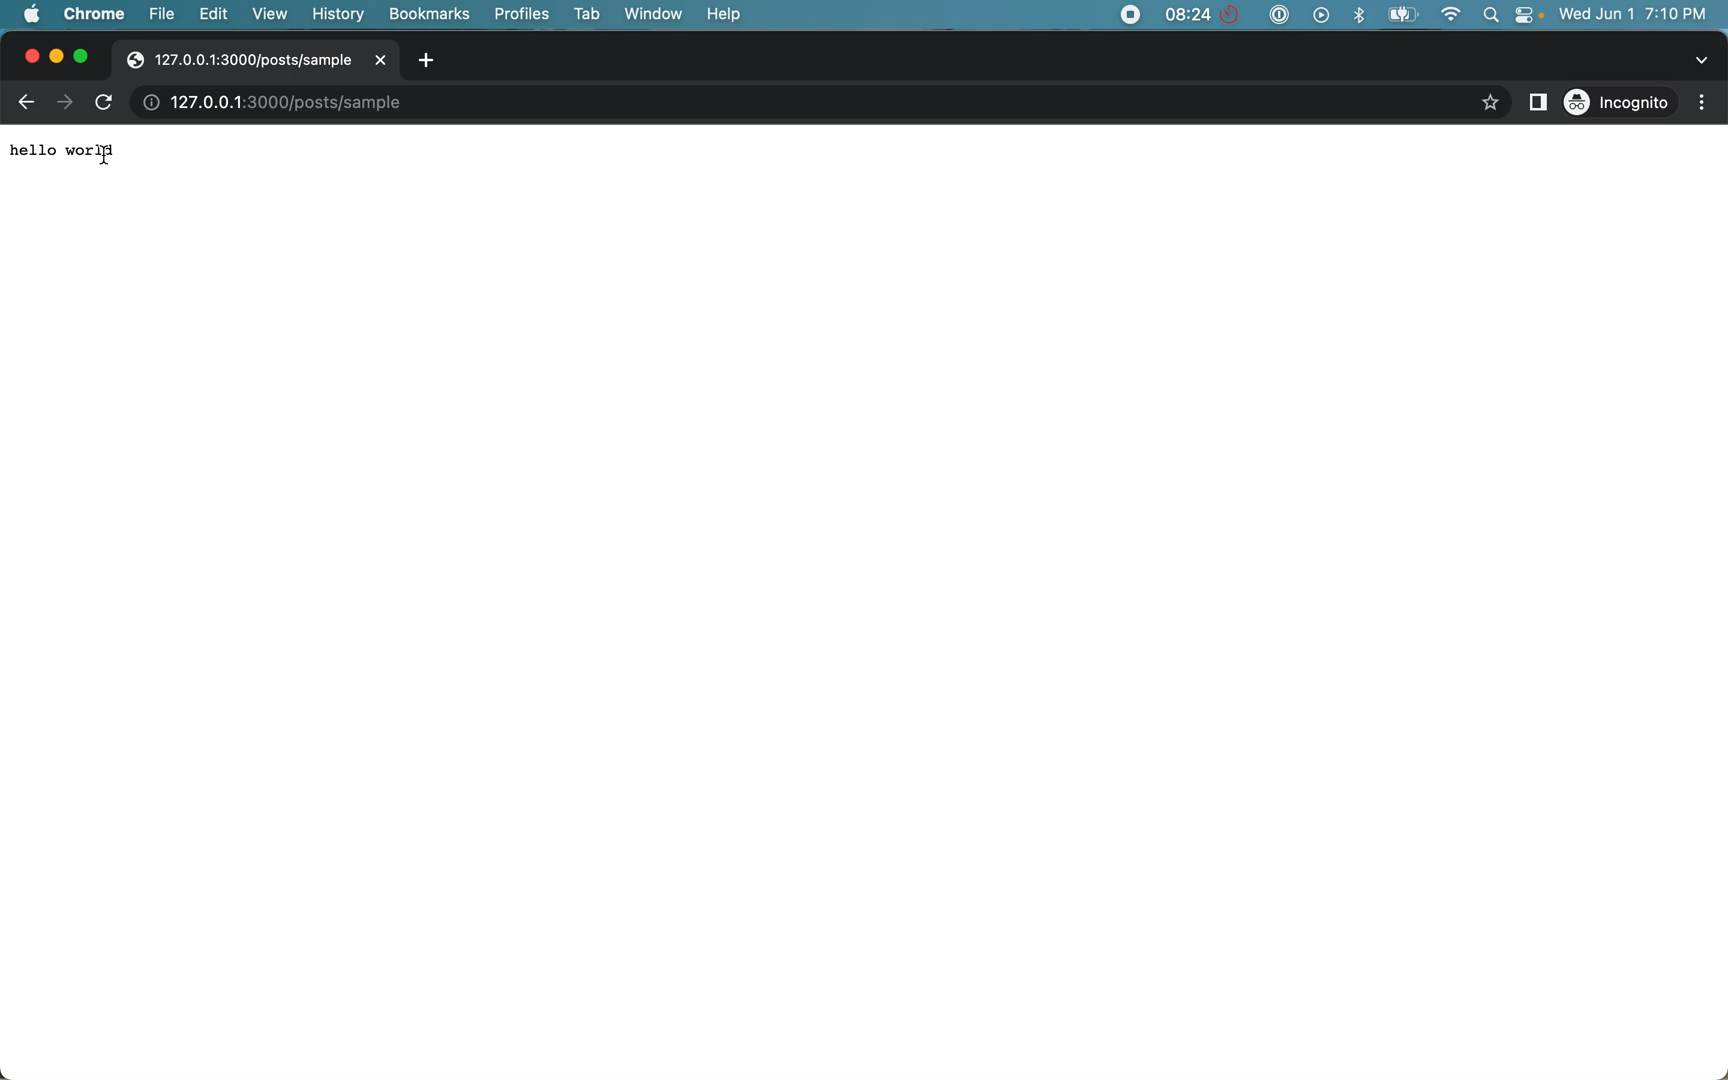 Chrome File Edit View History Bookmarks Profiles Tab Window Help 08:24 Wed Jun 1 7:10 PM
127.0.0.1:3000/posts/sample
127.0.0.1:3000/posts/sample Incognito
hello world